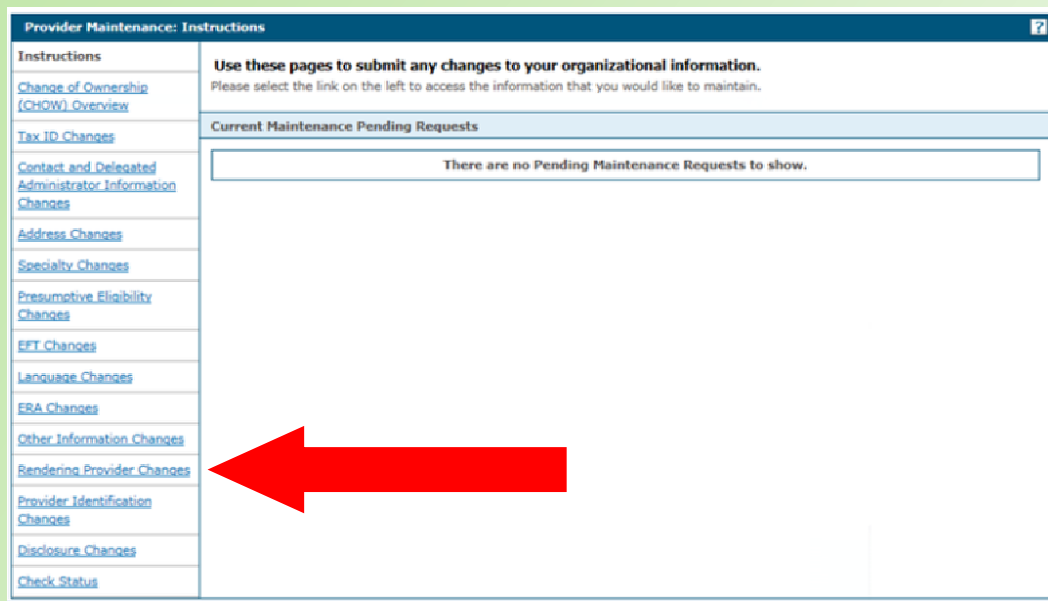 Provider Maintenance: Instructions
?
Instructions
Change of Ownership
(CHOW) Overview
Tax ID Changes
Contact and Delegated
Administrator Information
Changes
Address Changes
Specialty Changes
Presumptive Eligibility
Changes
EFT Changes
Language Changes
ERA Changes
Other Information Changes
Rendering Provider Changes
Provider Identification
Changes
Disclosure Changes
Check Status
Use these pages to submit any changes to your organizational information.
Please select the link on the left to access the information that you would like to maintain.
Current Maintenance Pending Requests
There are no Pending Maintenance Requests to show.